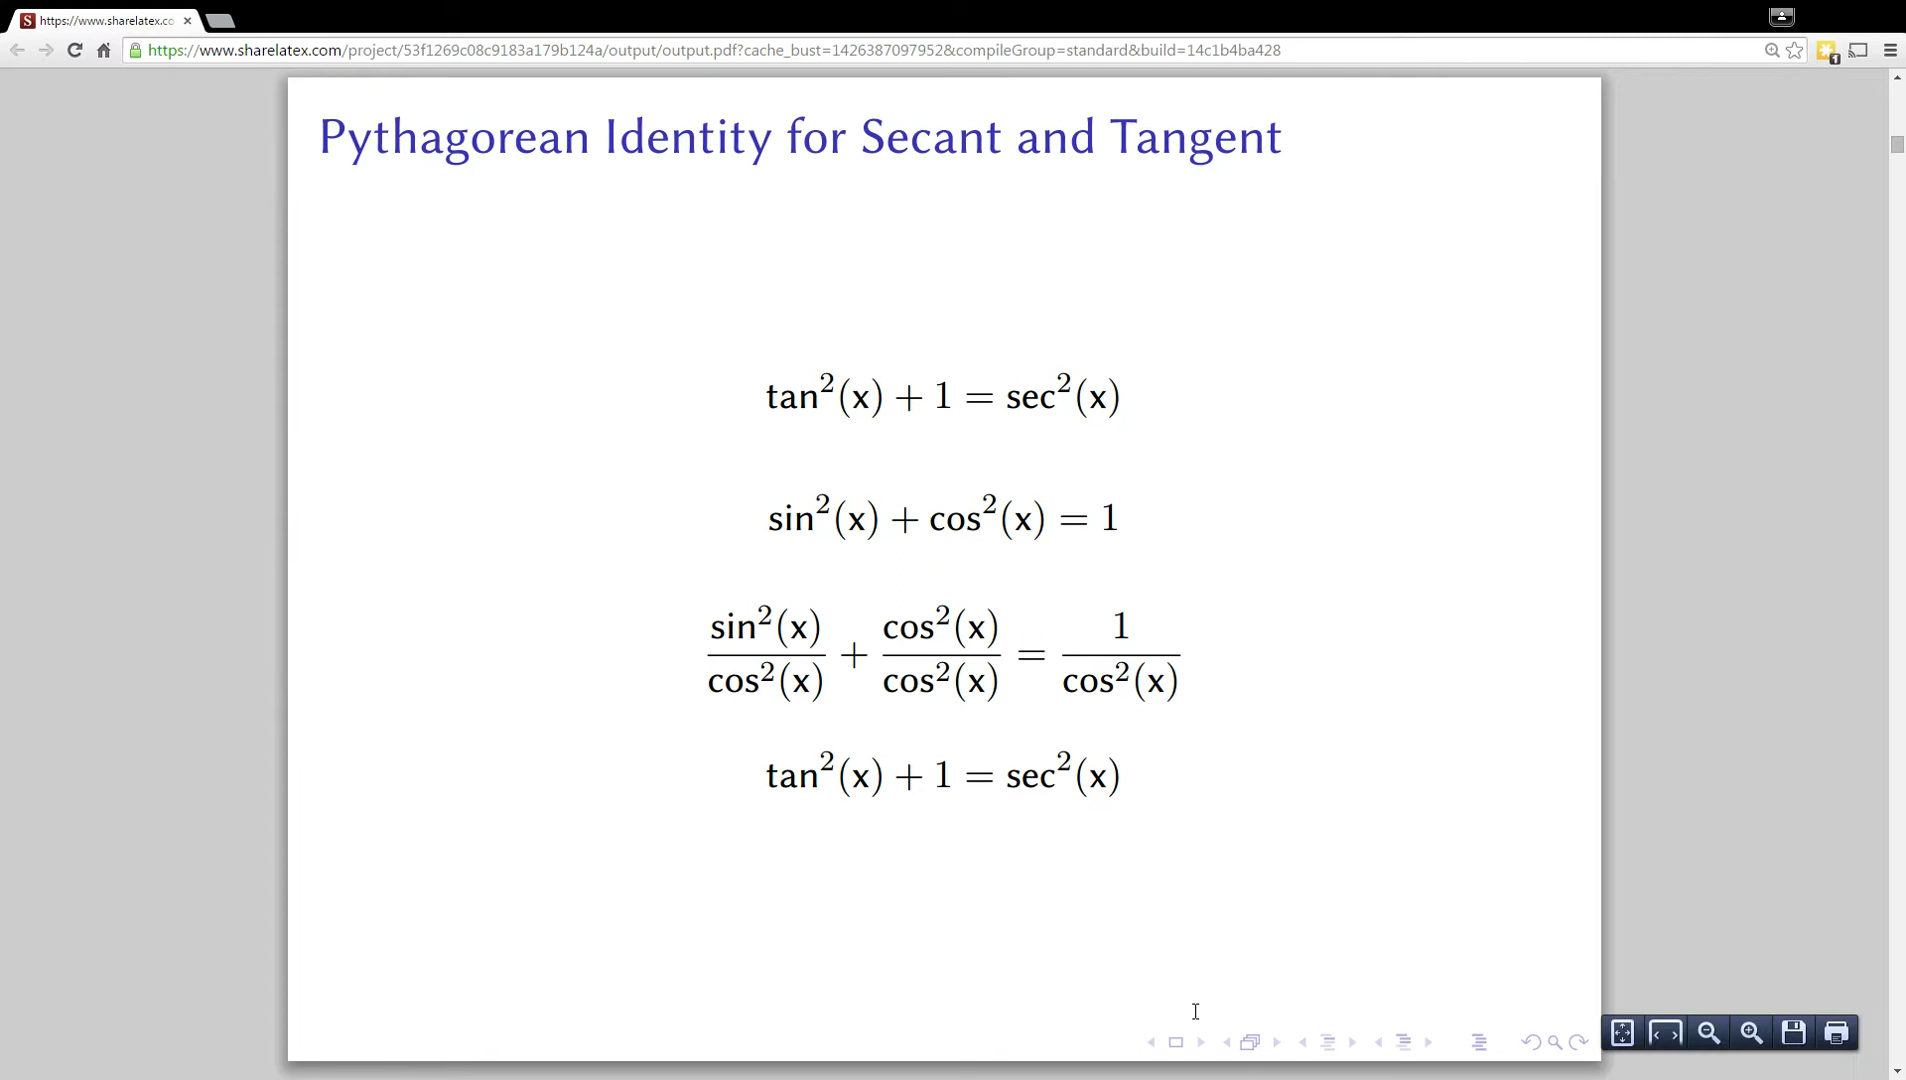 https://www.sharelatex.co
https://www.sharelatex.com/project/53f1269c08c9183a179b124a/output/output.pdf?cache_bust=1426387097952&compileGroup=standard&build=14c1b4ba428
1
Pythagorean Identity for Secant and Tangent
tan²(x) + 1 = sec²(x)
sin²(x) + cos²(x) = 1
sin²(x)/cos²(x) + cos²(x)/cos²(x) = 1/cos²(x)
tan²(x) + 1 = sec²(x)